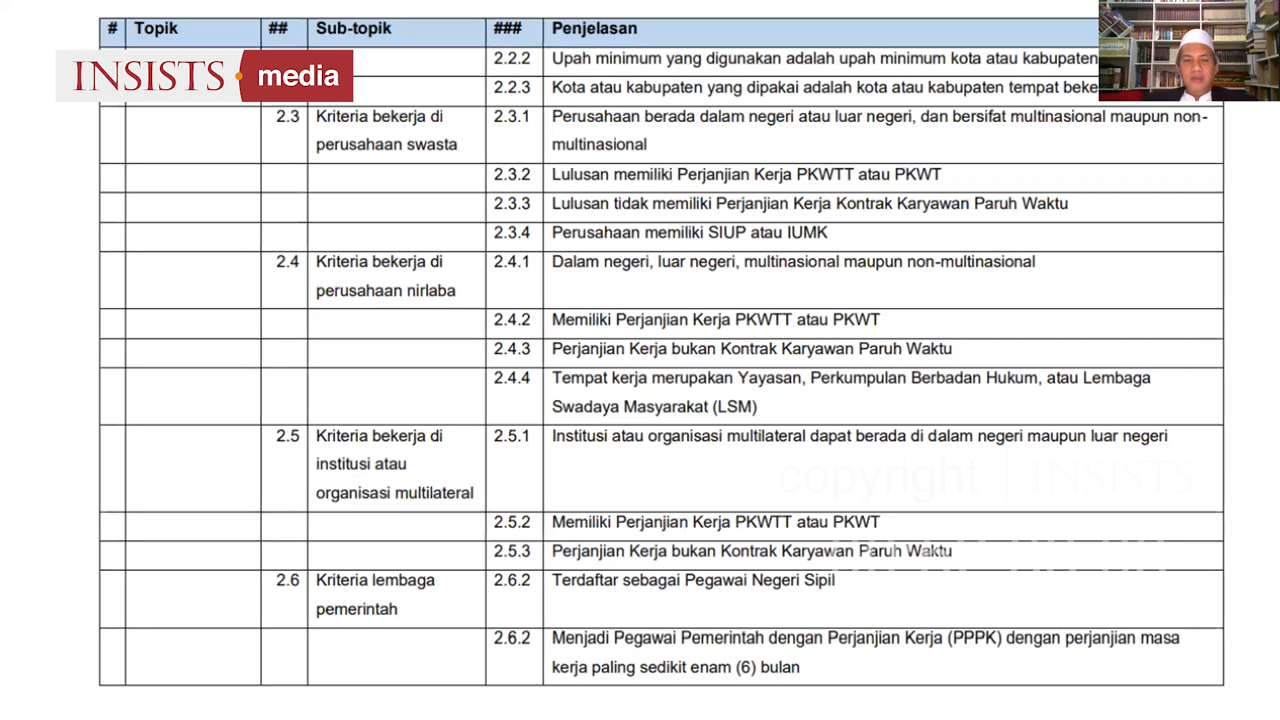 # Topik ## Sub-topik ### Penjelasan
INSISTS media
2.2.2 Upah minimum yang digunakan adalah upah minimum kota atau kabupaten
2.2.3 Kota atau kabupaten yang dipakai adalah kota atau kabupaten tempat
2.3 Kriteria bekerja di 2.3.1 Perusahaan berada dalam negeri atau luar negeri, dan bersifat multinasional maupun non-
perusahaan swasta multinasional
2.3.2 Lulusan memiliki Perjanjian Kerja PKWTT atau PKWT
2.3.3 Lulusan tidak memiliki Perjanjian Kerja Kontrak Karyawan Paruh Waktu
2.3.4 Perusahaan memiliki SIUP atau IUMK
2.4 Kriteria bekerja di 2.4.1 Dalam negeri, luar negeri, multinasional maupun non-multinasional
perusahaan nirlaba
2.4.2 Memiliki Perjanjian Kerja PKWTT atau PKWT
2.4.3 Perjanjian Kerja bukan Kontrak Karyawan Paruh Waktu
2.4.4 Tempat kerja merupakan Yayasan, Perkumpulan Berbadan Hukum, atau Lembaga
Swadaya Masyarakat (LSM)
2.5 Kriteria bekerja di 2.5.1 Institusi atau organisasi multilateral dapat berada di dalam negeri maupun luar negeri
institusi atau
copyright | INSISTS
organisasi multilateral
2.5.2 Memiliki Perjanjian Kerja PKWTT atau PKWT
2.5.3 Perjanjian Kerja bukan Kontrak Karyawan Paruh Waktu
2.6 Kriteria lembaga 2.6.2 Terdaftar sebagai Pegawai Negeri Sipil
pemerintah
2.6.2 Menjadi Pegawai Pemerintah dengan Perjanjian Kerja (PPPK) dengan perjanjian masa
kerja paling sedikit enam (6) bulan